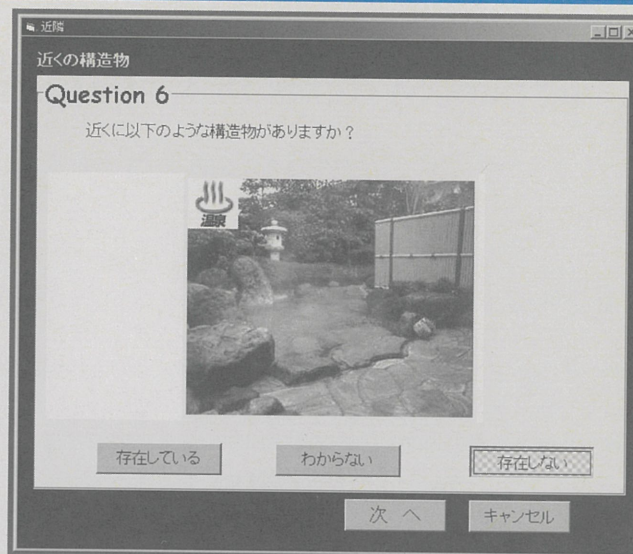 近隣
近くの構造物
Question 6
近くに以下のような構造物がありますか？
温泉
存在している
わからない
存在しない
次 へ
キャンセル